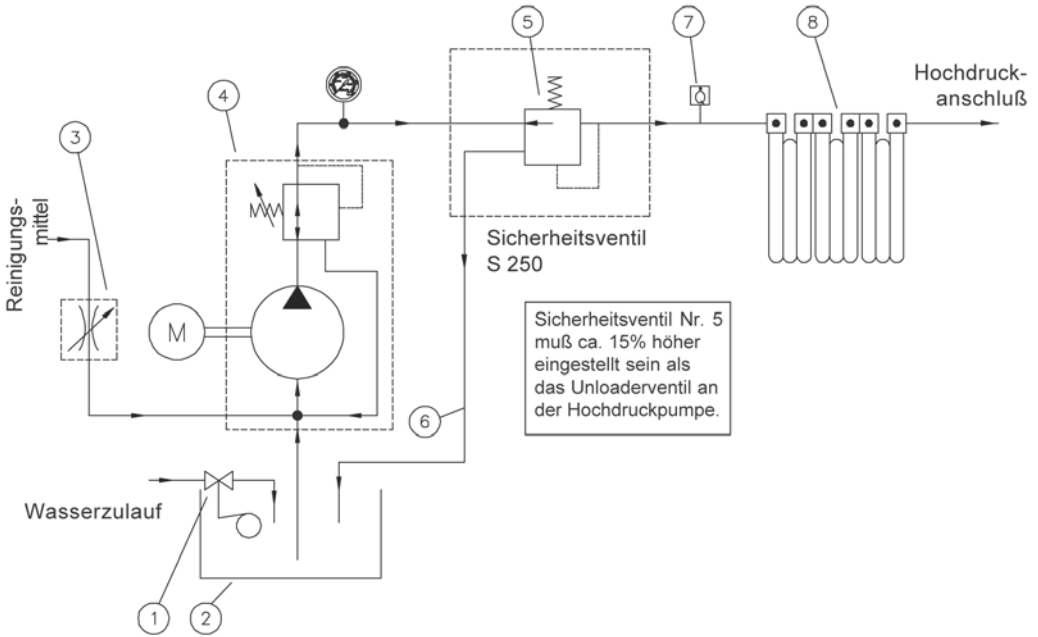 5
7
8
Hochdruck-
anschluß
4
3
Reinigungs-
mittel
Sicherheitsventil
S 250
M
Sicherheitsventil Nr. 5
muß ca. 15% höher
eingestellt sein als
das Unloaderventil an
der Hochdruckpumpe.
6
Wasserzulauf
1
2